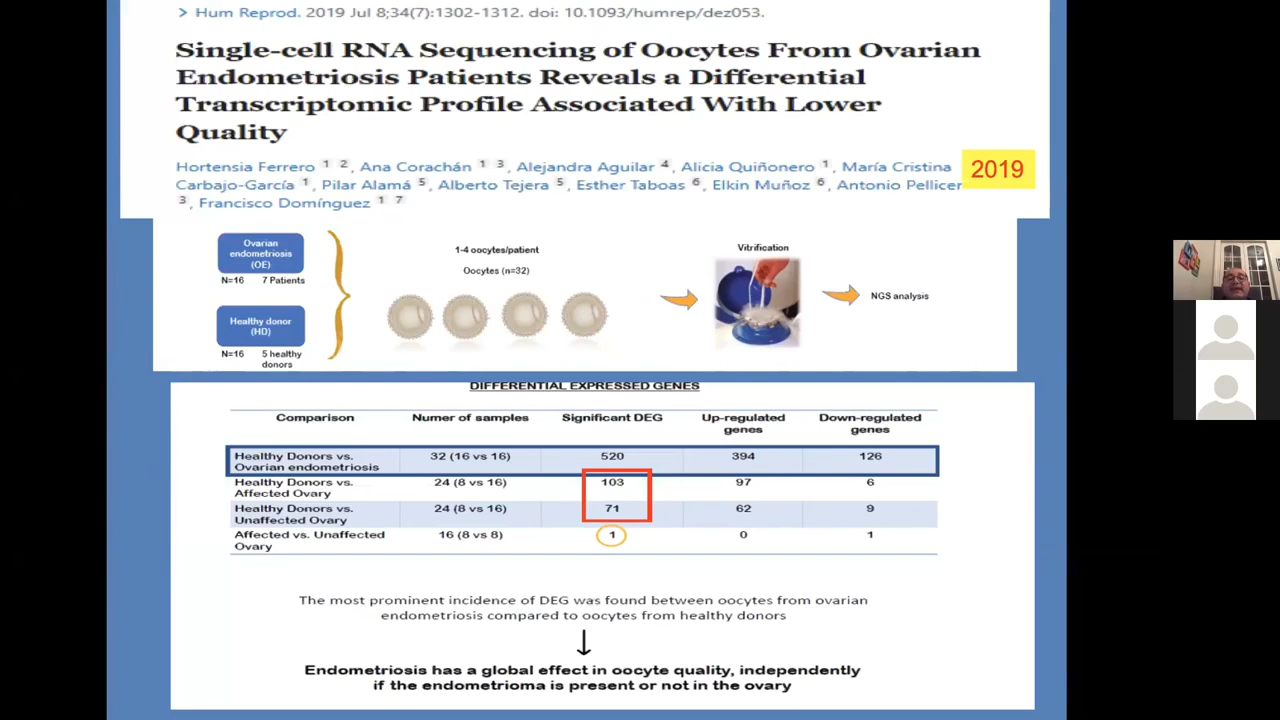 > Hum Reprod. 2019 Jul 8;34(7):1302-1312. doi: 10.1093/humrep/dez053.
Single-cell RNA Sequencing of Oocytes From Ovarian
Endometriosis Patients Reveals a Differential
Transcriptomic Profile Associated With Lower
Quality
Hortensia Ferrero 1 2, Ana Corachán 1 3, Alejandra Aguilar 4, Alicia Quiñonero 1, María Cristina
Carbajo-García 1, Pilar Alamá 5, Alberto Tejera 5, Esther Taboas 6, Elkin Muñoz 6, Antonio Pellicer
3, Francisco Domínguez 1 7
2019
Ovarian
endometriosis
(OE)
N=16 7 Patients
Healthy donor
(HD)
N=16 5 healthy
donors
1-4 oocytes/patient
Oocytes (n=32)
Vitrification
NGS analysis
DIFFERENTIAL EXPRESSED GENES
Comparison Numer of samples Significant DEG Up-regulated genes Down-regulated genes
Healthy Donors vs. Ovarian endometriosis 32 (16 vs 16) 520 394 126
Healthy Donors vs. Affected Ovary 24 (8 vs 16) 103 97 6
Healthy Donors vs. Unaffected Ovary 24 (8 vs 16) 71 62 9
Affected vs. Unaffected Ovary 16 (8 vs 8) 1 0 1
The most prominent incidence of DEG was found between oocytes from ovarian
endometriosis compared to oocytes from healthy donors
Endometriosis has a global effect in oocyte quality, independently
if the endometrioma is present or not in the ovary